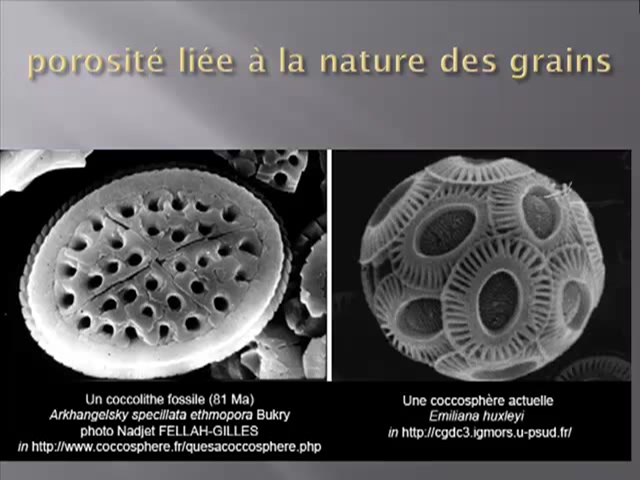 porosité liée à la nature des grains
Un coccolithe fossile (81 Ma)
Arkhangelsky specillata ethmopora Bukry
photo Nadjet FELLAH-GILLES
in http://www.coccosphere.fr/quesacoccosphere.php
Une coccosphère actuelle
Emiliana huxleyi
in http://cgdc3.igmors.u-psud.fr/